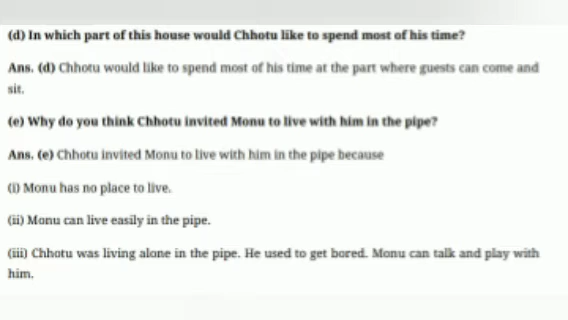 (d) In which part of this house would Chhotu like to spend most of his time?
Ans. (d) Chhotu would like to spend most of his time at the part where guests can come and
sit.
(e) Why do you think Chhotu invited Monu to live with him in the pipe?
Ans. (e) Chhotu invited Monu to live with him in the pipe because
(i) Monu has no place to live.
(ii) Monu can live easily in the pipe.
(iii) Chhotu was living alone in the pipe. He used to get bored. Monu can talk and play with
him.